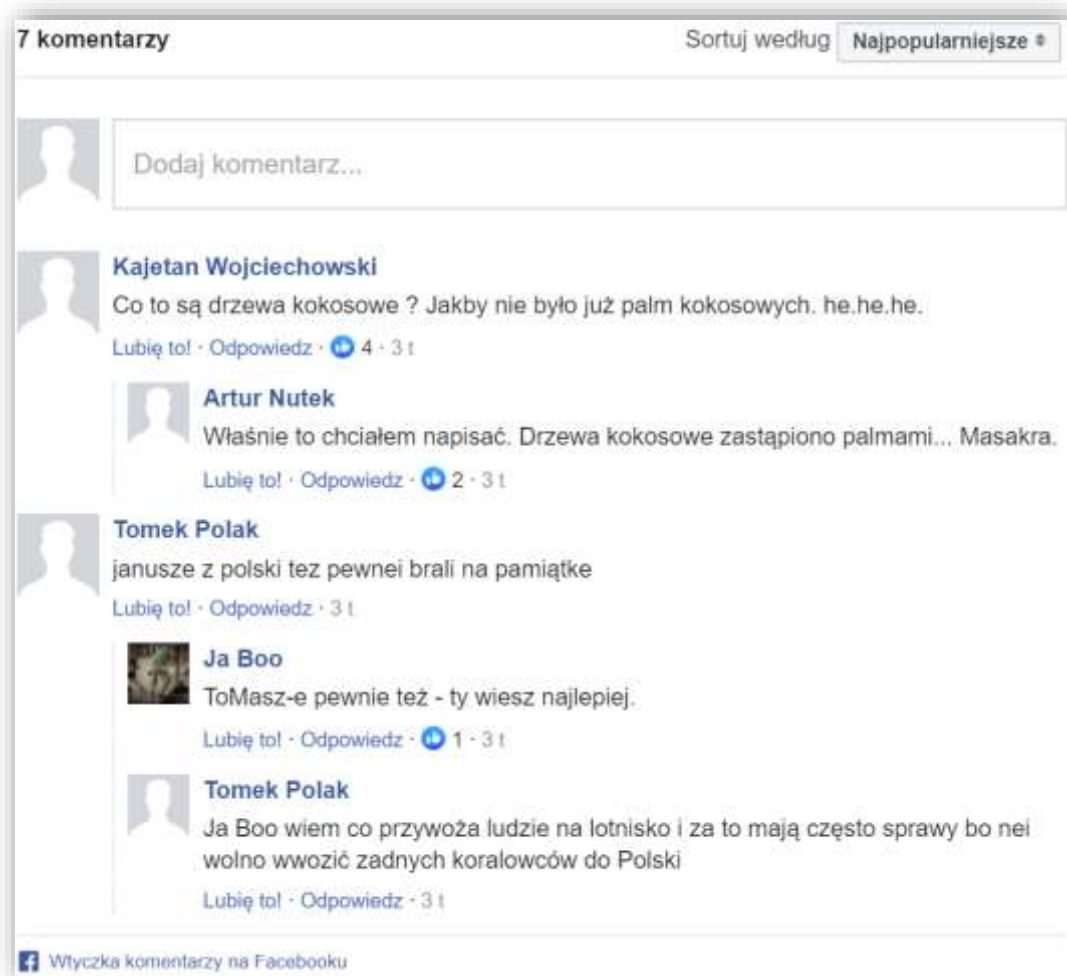 7 komentarzy
Sortuj według Najpopularniejsze
Dodaj komentarz...
Kajetan Wojciechowski
Co to są drzewa kokosowe ? Jakby nie było już palm kokosowych. he.he.he.
Lubię to! · Odpowiedz · 4 · 3 t
Artur Nutek
Właśnie to chciałem napisać. Drzewa kokosowe zastąpiono palmami... Masakra.
Lubię to! · Odpowiedz · 2 · 3 t
Tomek Polak
janusze z polski tez pewnei brali na pamiątke
Lubię to! · Odpowiedz · 3 t
Ja Boo
ToMasz-e pewnie też - ty wiesz najlepiej.
Lubię to! · Odpowiedz · 1 · 3 t
Tomek Polak
Ja Boo wiem co przywoża ludzie na lotnisko i za to mają często sprawy bo nei
wolno wwozić zadnych koralowców do Polski
Lubię to! · Odpowiedz · 3 t
Wtyczka komentarzy na Facebooku